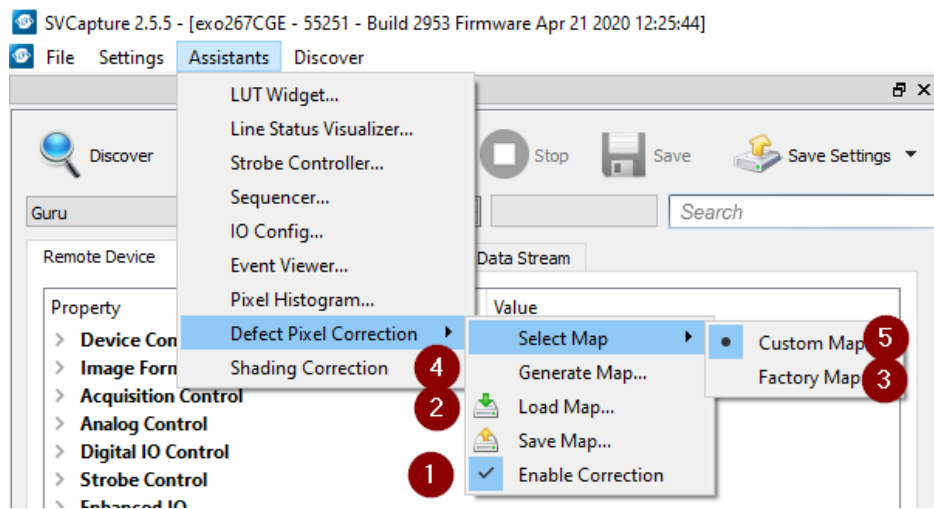 SVCapture 2.5.5 - [exo267CGE - 55251 - Build 2953 Firmware Apr 21 2020 12:25:44]
File Settings Assistants Discover
Discover Stop Save Save Settings
Guru Search
Remote Device Data Stream
Property Value
Device Con
Image Form
Acquisition Control
Analog Control
Digital IO Control
Strobe Control
Enhanced IO
LUT Widget...
Line Status Visualizer...
Strobe Controller...
Sequencer...
IO Config...
Event Viewer...
Pixel Histogram...
Defect Pixel Correction
Shading Correction
Select Map
4 Generate Map...
2 Load Map...
Save Map...
1 Enable Correction
Custom Map 5
Factory Map 3